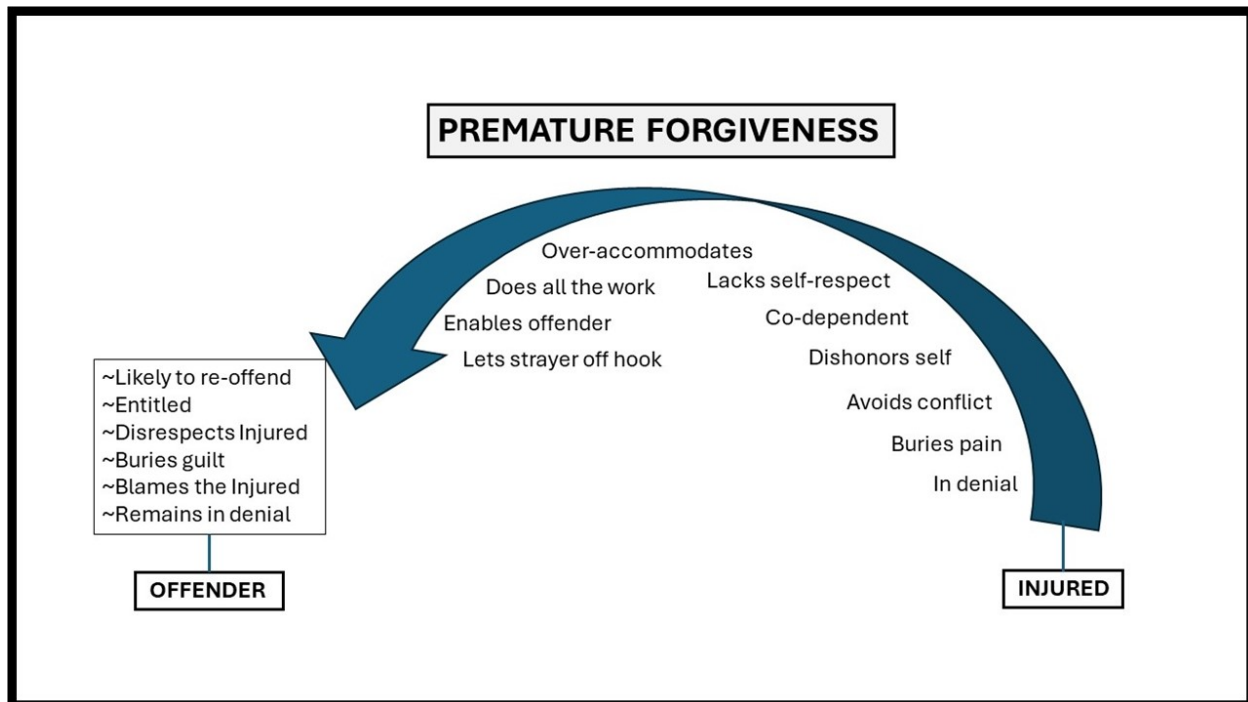 PREMATURE FORGIVENESS
Over-accommodates
Does all the work
Enables offender
Lets strayer off hook
Lacks self-respect
Co-dependent
Dishonors self
Avoids conflict
Buries pain
In denial
~Likely to re-offend
~Entitled
~Disrespects Injured
~Buries guilt
~Blames the Injured
~Remains in denial
OFFENDER
INJURED